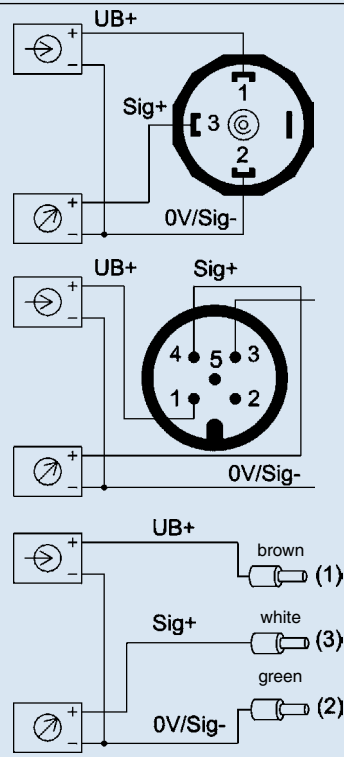 UB+
+
−
1
Sig+
3
2
+
−
0V/Sig-
UB+
Sig+
+
−
4
5
3
1
2
+
−
0V/Sig-
UB+
+
−
brown
(1)
Sig+
white
(3)
green
+
−
0V/Sig-
(2)